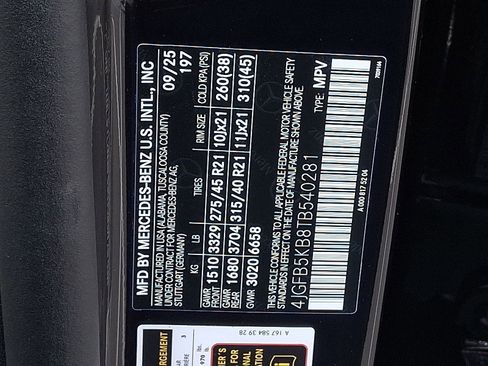 MFD BY MERCEDES-BENZ U.S. INTL., INC
MANUFACTURED IN USA (ALABAMA, TUSCALOOSA COUNTY)
UNDER CONTRACT FOR MERCEDES-BENZ AG,
STUTTGART (GERMANY)
09/25
197
KG LB TIRES RIM SIZE COLD KPA (PSI)
GAWR FRONT 1510 3329 275/45 R21 10Jx21 260(38)
GAWR REAR 1680 3704 315/40 R21 11Jx21 310(45)
GVWR 3020 6658
THIS VEHICLE CONFORMS TO ALL APPLICABLE FEDERAL MOTOR VEHICLE SAFETY
STANDARDS IN EFFECT ON THE DATE OF MANUFACTURE SHOWN ABOVE.
4JGFB5KB8TB540281 TYPE: MPV
A 000 817 52 04
A 167 584 39 28